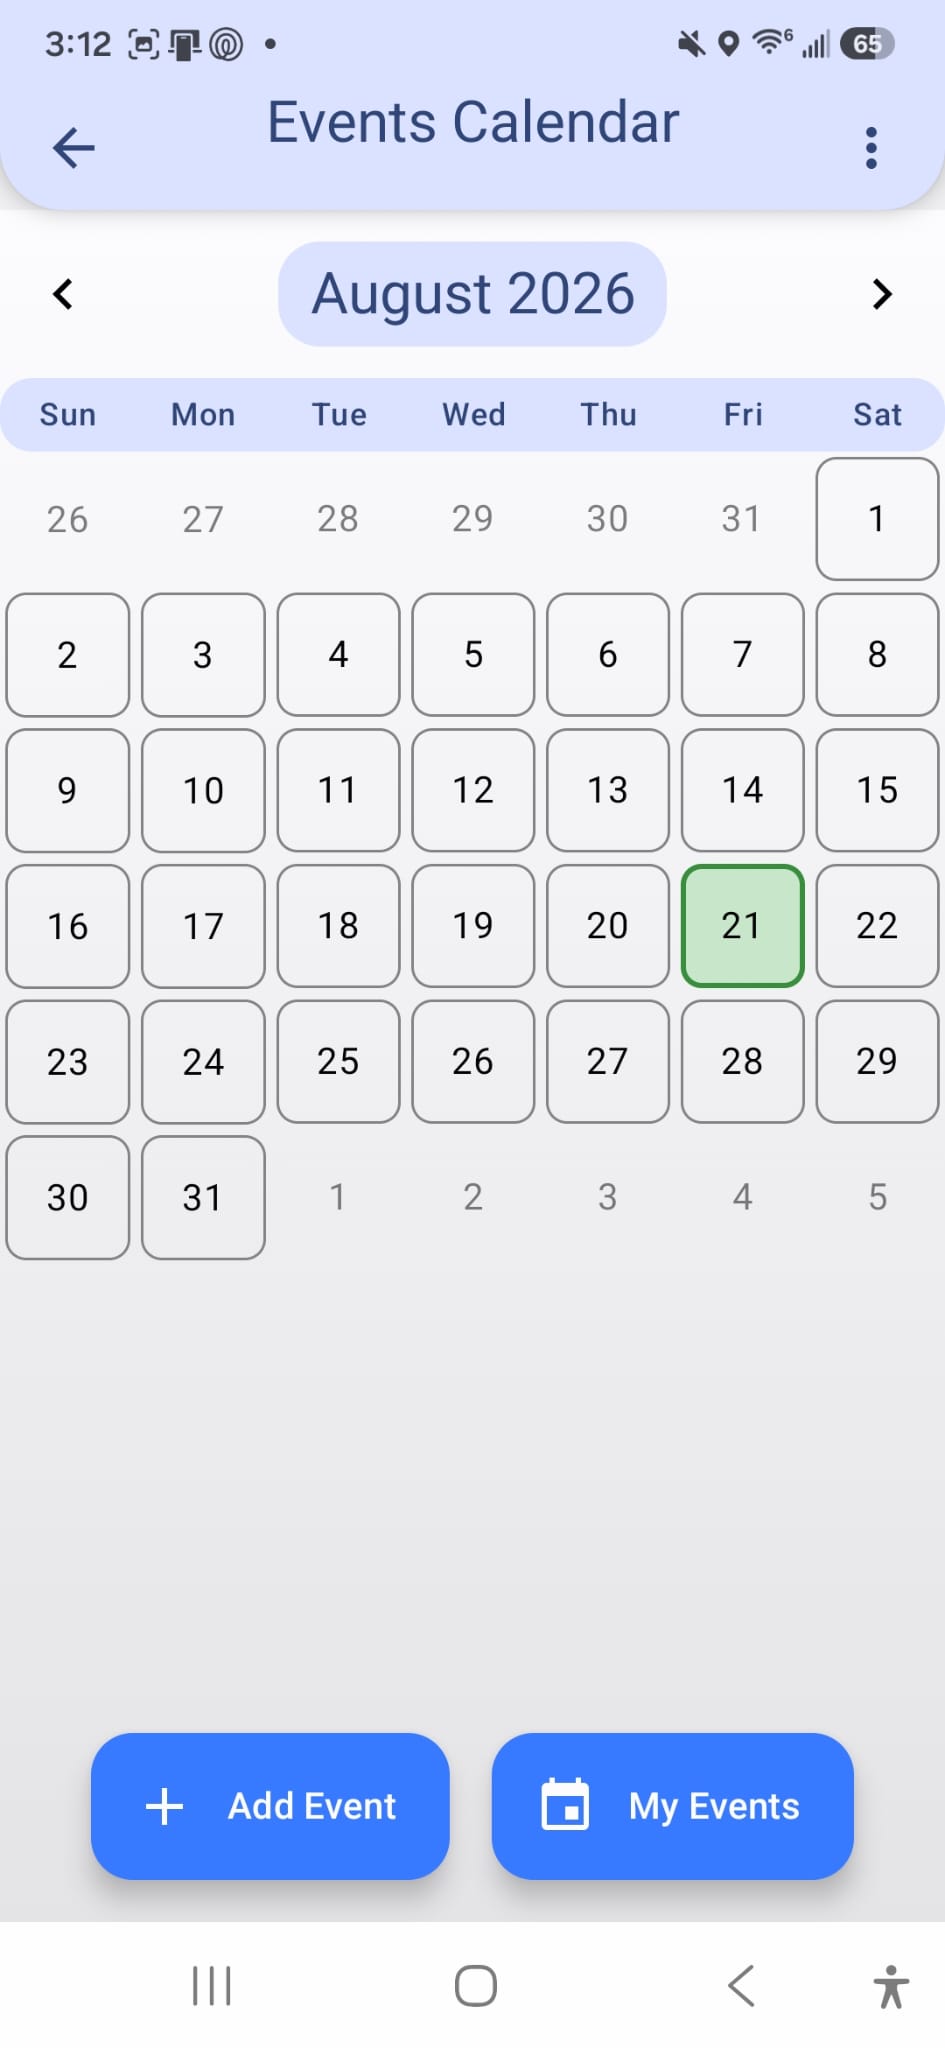 3:12
6
65
Events Calendar
August 2026
Sun Mon Tue Wed Thu Fri Sat
26 27 28 29 30 31 1
2 3 4 5 6 7 8
9 10 11 12 13 14 15
16 17 18 19 20 21 22
23 24 25 26 27 28 29
30 31 1 2 3 4 5
Add Event
My Events